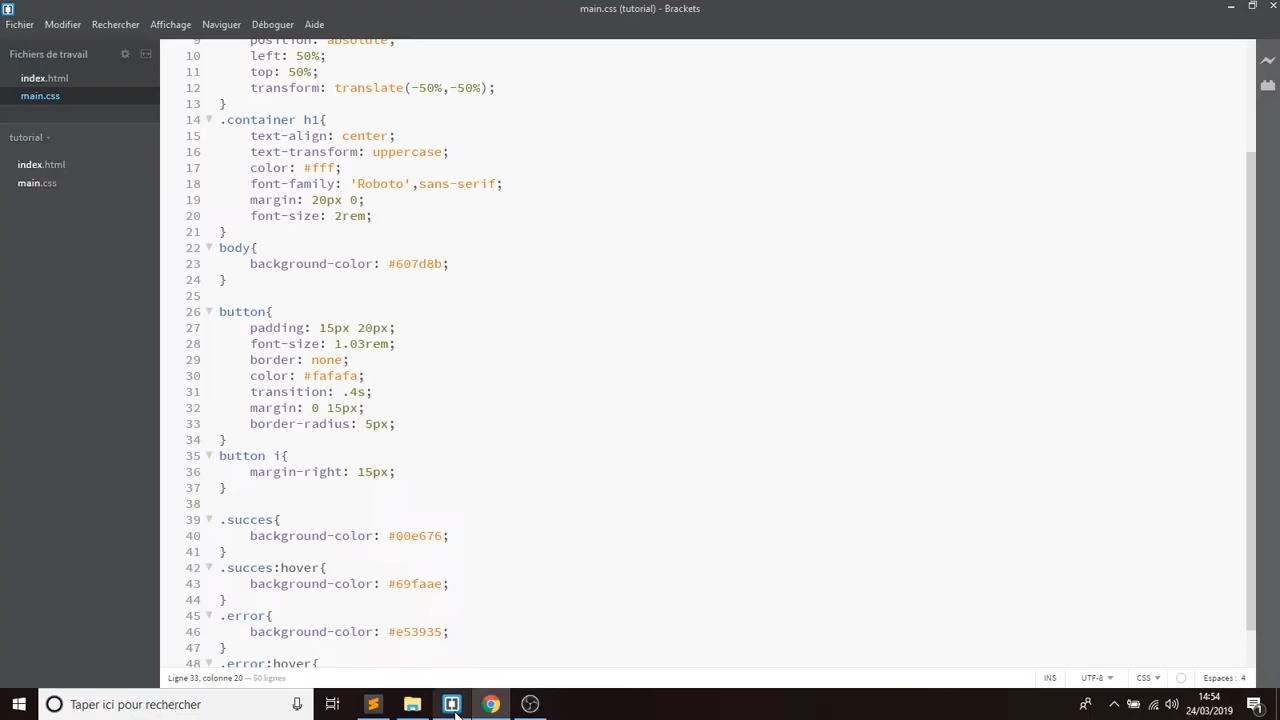 main.css (tutorial) - Brackets
Fichiers Modifier Rechercher Affichage Naviguer Déboguer Aide
Fichiers de travail
index.html
main.css
tutorial
index.html
main.css
9 position: absolute;
10 left: 50%;
11 top: 50%;
12 transform: translate(-50%,-50%);
13 }
14 .container h1{
15 text-align: center;
16 text-transform: uppercase;
17 color: #fff;
18 font-family: 'Roboto',sans-serif;
19 margin: 20px 0;
20 font-size: 2rem;
21 }
22 body{
23 background-color: #607d8b;
24 }
25
26 button{
27 padding: 15px 20px;
28 font-size: 1.03rem;
29 border: none;
30 color: #fafafa;
31 transition: .4s;
32 margin: 0 15px;
33 border-radius: 5px;
34 }
35 button i{
36 margin-right: 15px;
37 }
38
39 .succes{
40 background-color: #00e676;
41 }
42 .succes:hover{
43 background-color: #69faae;
44 }
45 .error{
46 background-color: #e53935;
47 }
48 .error:hover{
Ligne 33, colonne 20 — 50 lignes
INS UTF-8 CSS Espaces : 4
Taper ici pour rechercher
14:54
24/03/2019
1